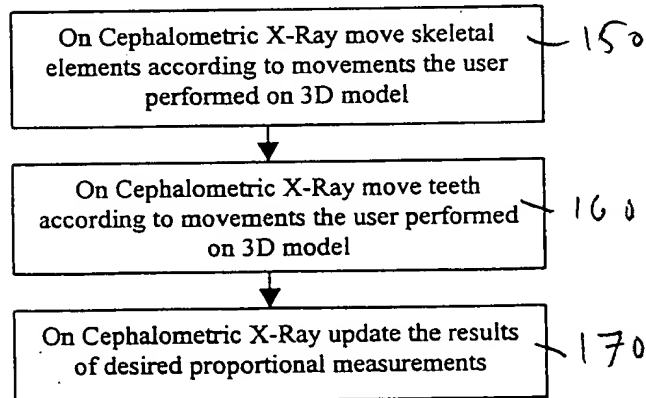 On Cephalometric X-Ray move skeletal
elements according to movements the user
performed on 3D model
150
On Cephalometric X-Ray move teeth
according to movements the user performed
on 3D model
160
On Cephalometric X-Ray update the results
of desired proportional measurements
170